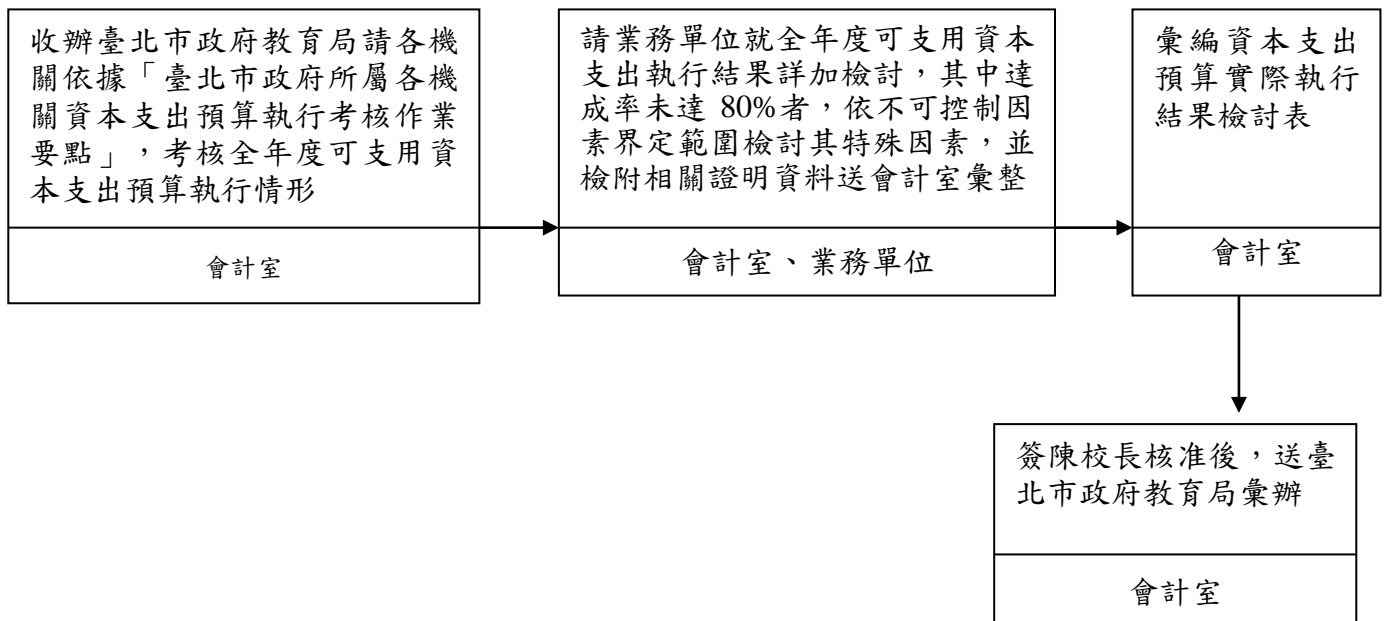 收辦臺北市政府教育局請各機
關依據「臺北市政府所屬各機
關資本支出預算執行考核作業
要點」，考核全年度可支用資
本支出預算執行情形
會計室
請業務單位就全年度可支用資本
支出執行結果詳加檢討，其中達
成率未達 80%者，依不可控制因
素界定範圍檢討其特殊因素，並
檢附相關證明資料送會計室彙整
會計室、業務單位
彙編資本支出
預算實際執行
結果檢討表
會計室
簽陳校長核准後，送臺
北市政府教育局彙辦
會計室